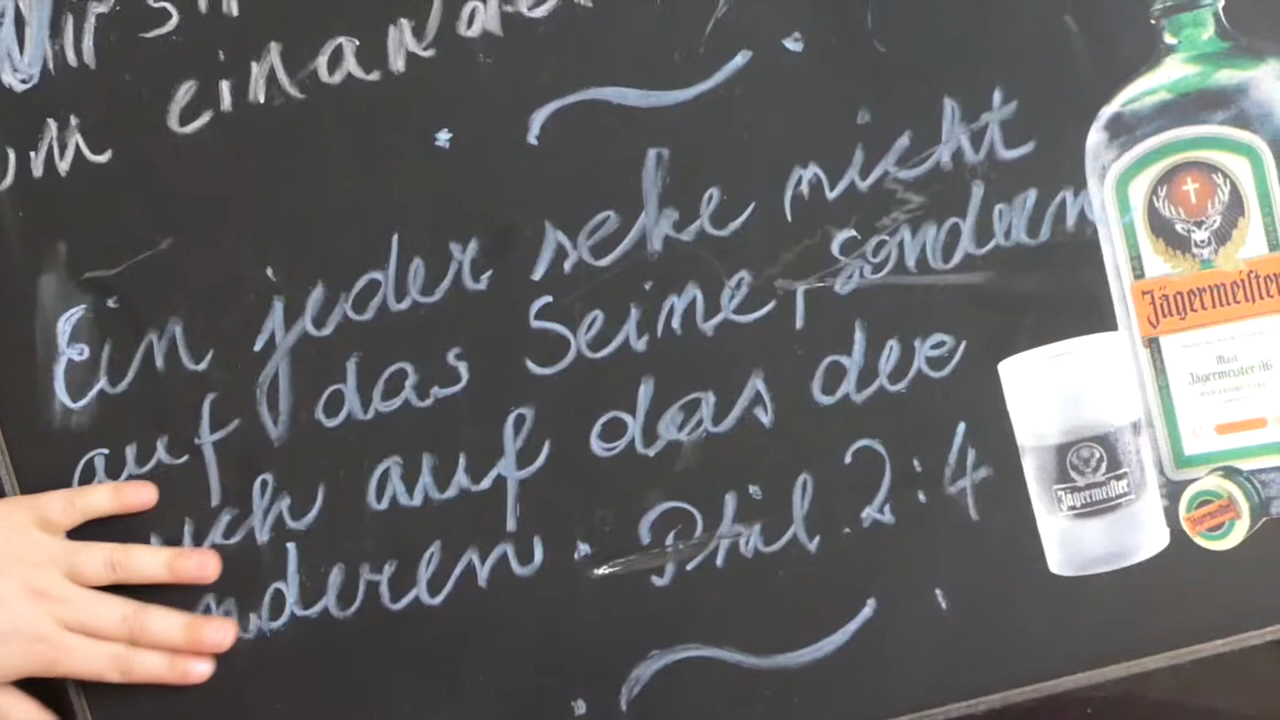 einander
Ein jeder sehe nicht
auf das Seine, sondern
auch auf das der
anderen. Phil 2:4
Jägermeister
Mast
Jägermeister AG
Jägermeister
Jägermeister